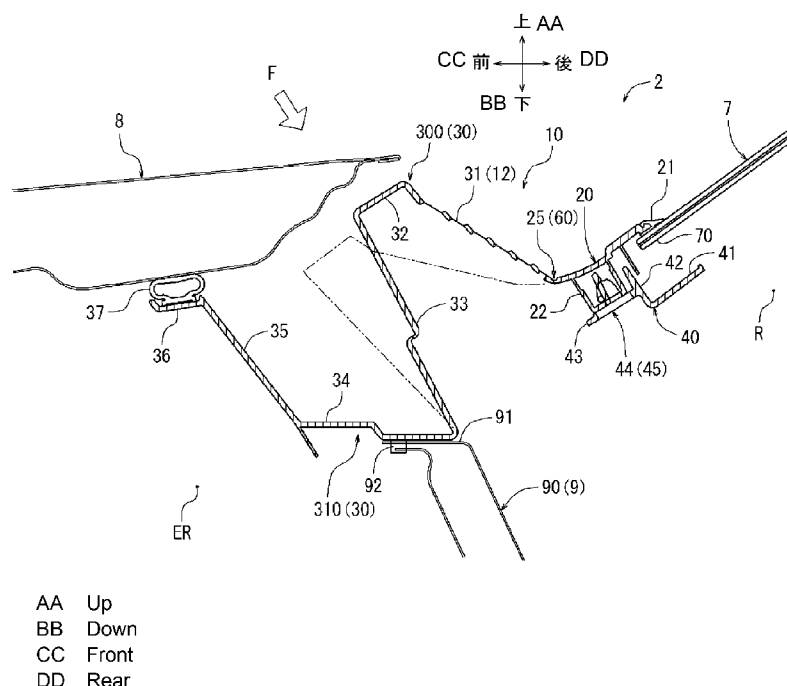 上 AA
CC 前 後 DD
BB 下
F
2
8
300 (30)
10
7
31 (12)
20
21
32
25 (60)
70
41
42
37
33
22
36
35
43
40
R
44 (45)
34
91
92
310 (30)
90 (9)
ER
AA Up
BB Down
CC Front
DD Rear